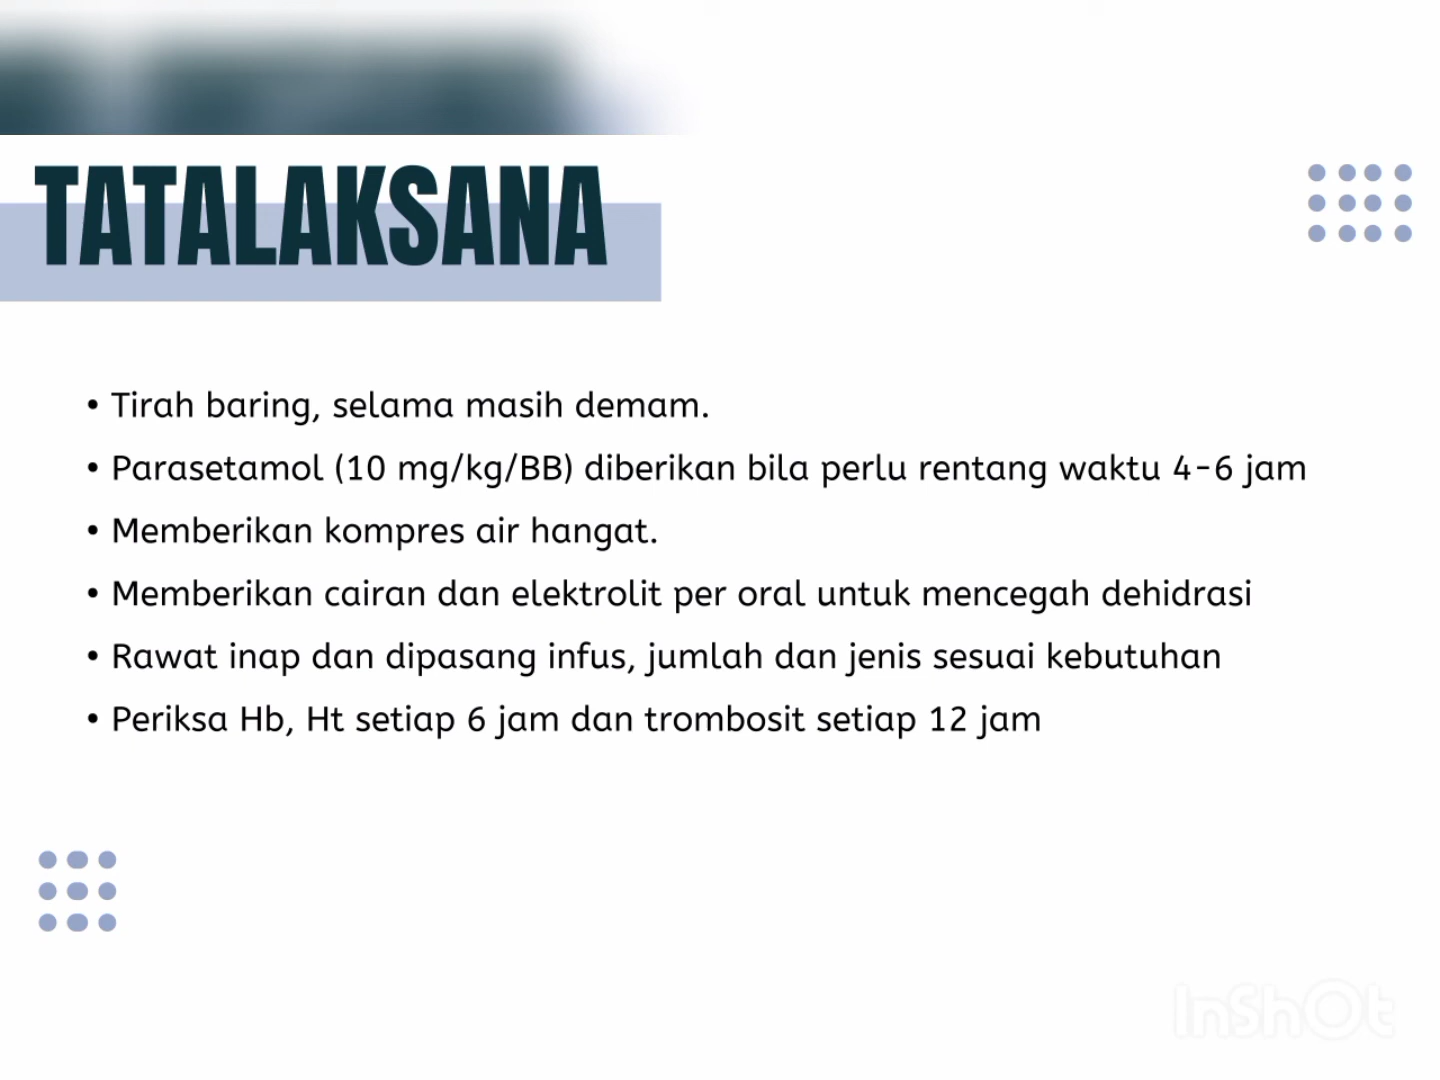 TATALAKSANA
• Tirah baring, selama masih demam.
• Parasetamol (10 mg/kg/BB) diberikan bila perlu rentang waktu 4-6 jam
• Memberikan kompres air hangat.
• Memberikan cairan dan elektrolit per oral untuk mencegah dehidrasi
• Rawat inap dan dipasang infus, jumlah dan jenis sesuai kebutuhan
• Periksa Hb, Ht setiap 6 jam dan trombosit setiap 12 jam
InShOt